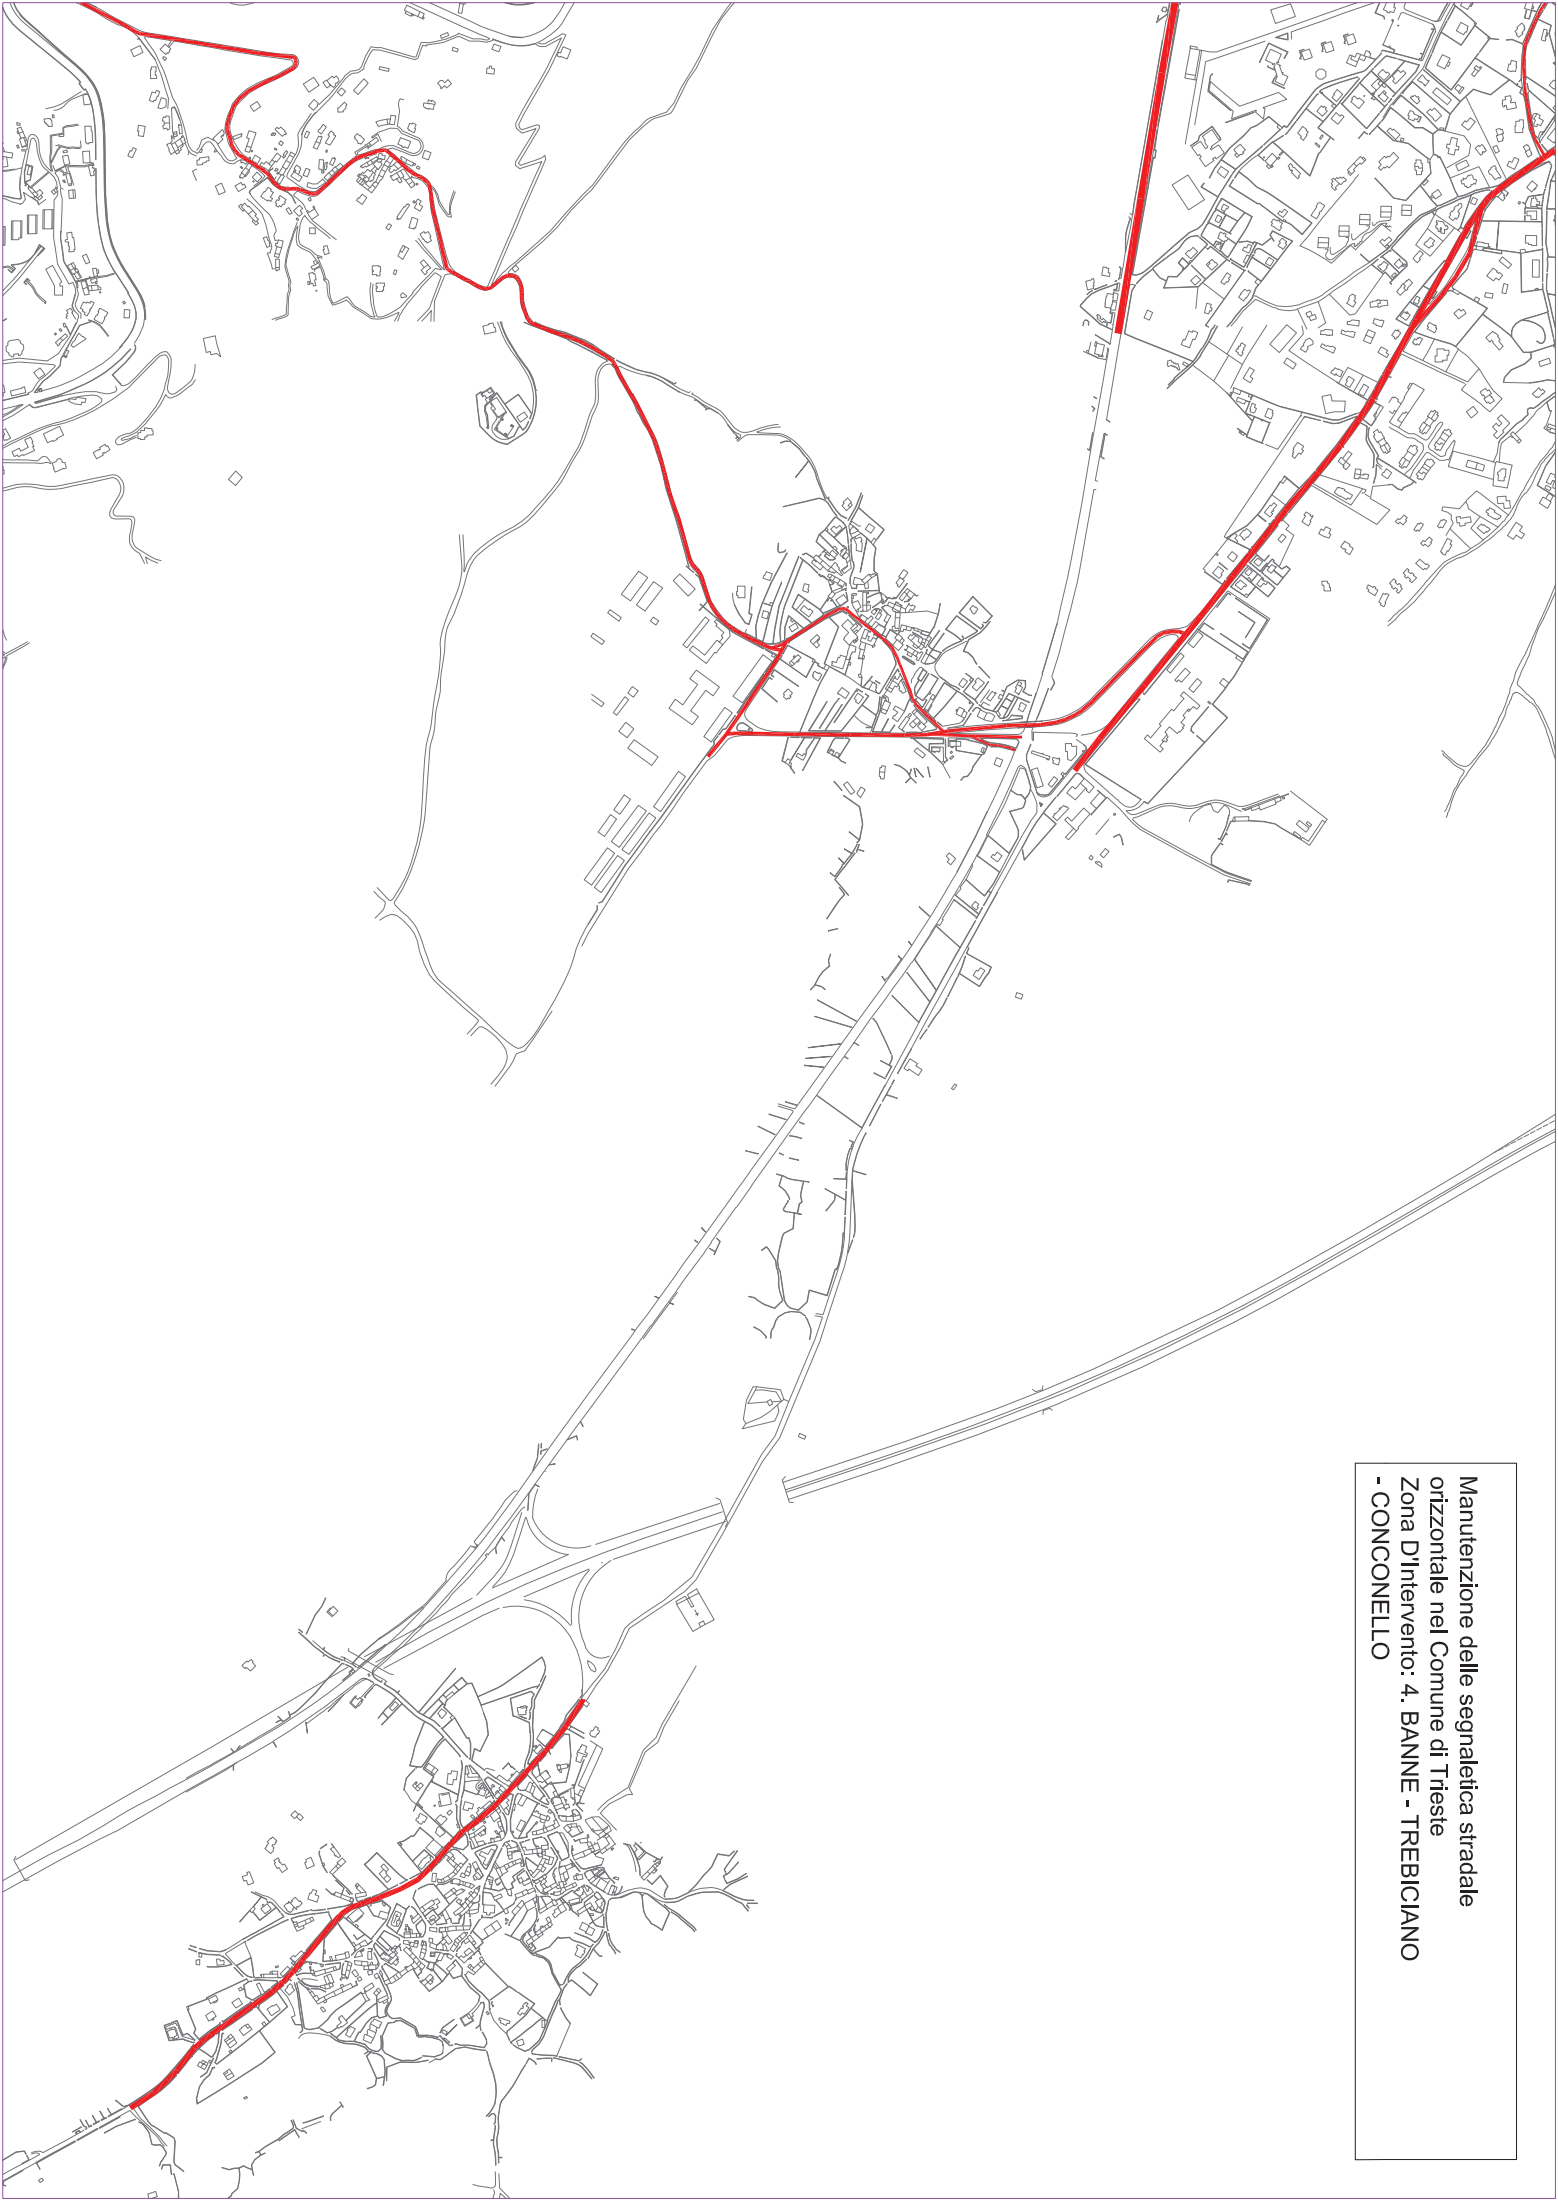 Manutenzione delle segnaletica stradale
orizzontale nel Comune di Trieste
Zona D'Intervento: 4. BANNE - TREBICIANO
- CONCONELLO